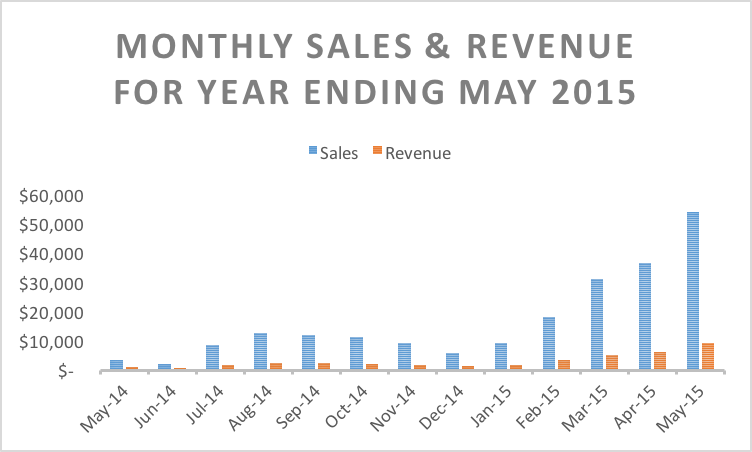 MONTHLY SALES & REVENUE
FOR YEAR ENDING MAY 2015
Sales Revenue
$60,000
$50,000
$40,000
$30,000
$20,000
$10,000
$-
May-14 Jun-14 Jul-14 Aug-14 Sep-14 Oct-14 Nov-14 Dec-14 Jan-15 Feb-15 Mar-15 Apr-15 May-15